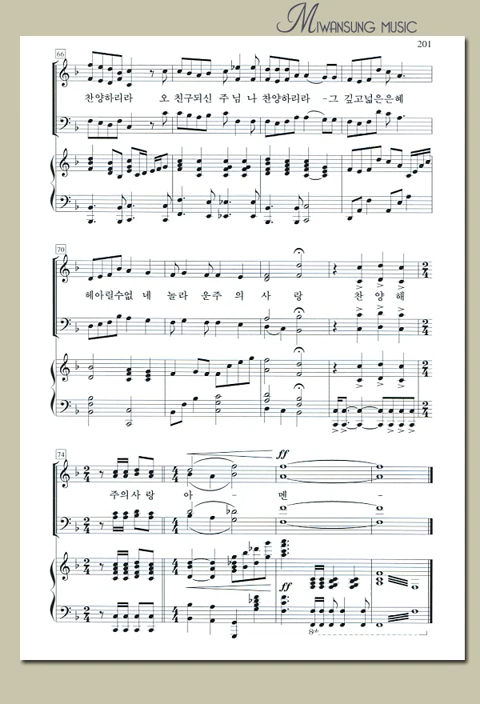 MIWANSUNG MUSIC
201
66
찬양하리라 오 친구되신 주 님 나 찬양하리라 -그 깊고넓은은혜
70
헤아릴수없 네 놀라 운주 의 사 랑 찬 양 해
74
ff
주의사 랑 아 - 멘 -
ff
8va